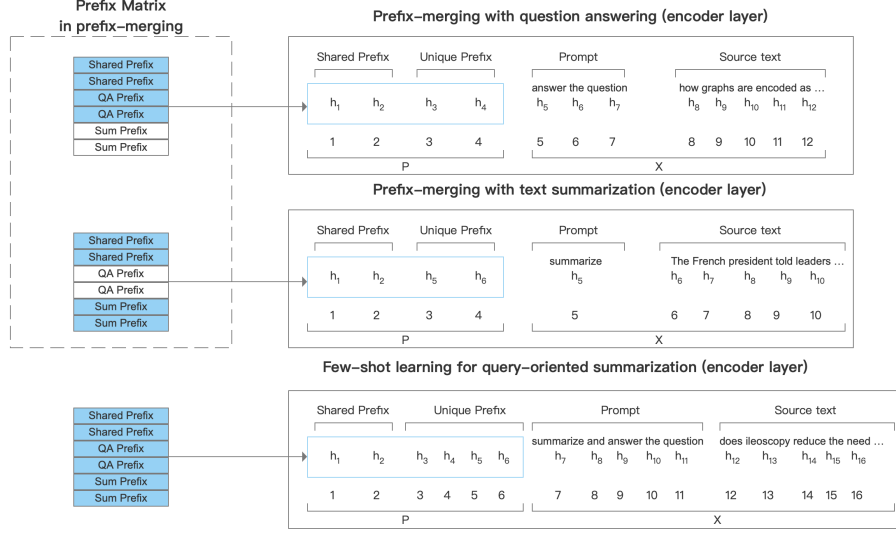 Prefix Matrix
in prefix-merging
Shared Prefix
Shared Prefix
QA Prefix
QA Prefix
Sum Prefix
Sum Prefix
Prefix-merging with question answering (encoder layer)
Shared Prefix Unique Prefix Prompt Source text
answer the question how graphs are encoded as ...
h1 h2 h3 h4 h5 h6 h7 h8 h9 h10 h11 h12
1 2 3 4 5 6 7 8 9 10 11 12
P X
Prefix-merging with text summarization (encoder layer)
Shared Prefix
Shared Prefix
QA Prefix
QA Prefix
Sum Prefix
Sum Prefix
Shared Prefix Unique Prefix Prompt Source text
summarize The French president told leaders ...
h1 h2 h5 h6 h5 h6 h7 h8 h9 h10
1 2 3 4 5 6 7 8 9 10
P X
Few-shot learning for query-oriented summarization (encoder layer)
Shared Prefix
Shared Prefix
QA Prefix
QA Prefix
Sum Prefix
Sum Prefix
Shared Prefix Unique Prefix Prompt Source text
summarize and answer the question does ileoscopy reduce the need ...
h1 h2 h3 h4 h5 h6 h7 h8 h9 h10 h11 h12 h13 h14 h15 h16
1 2 3 4 5 6 7 8 9 10 11 12 13 14 15 16
P X